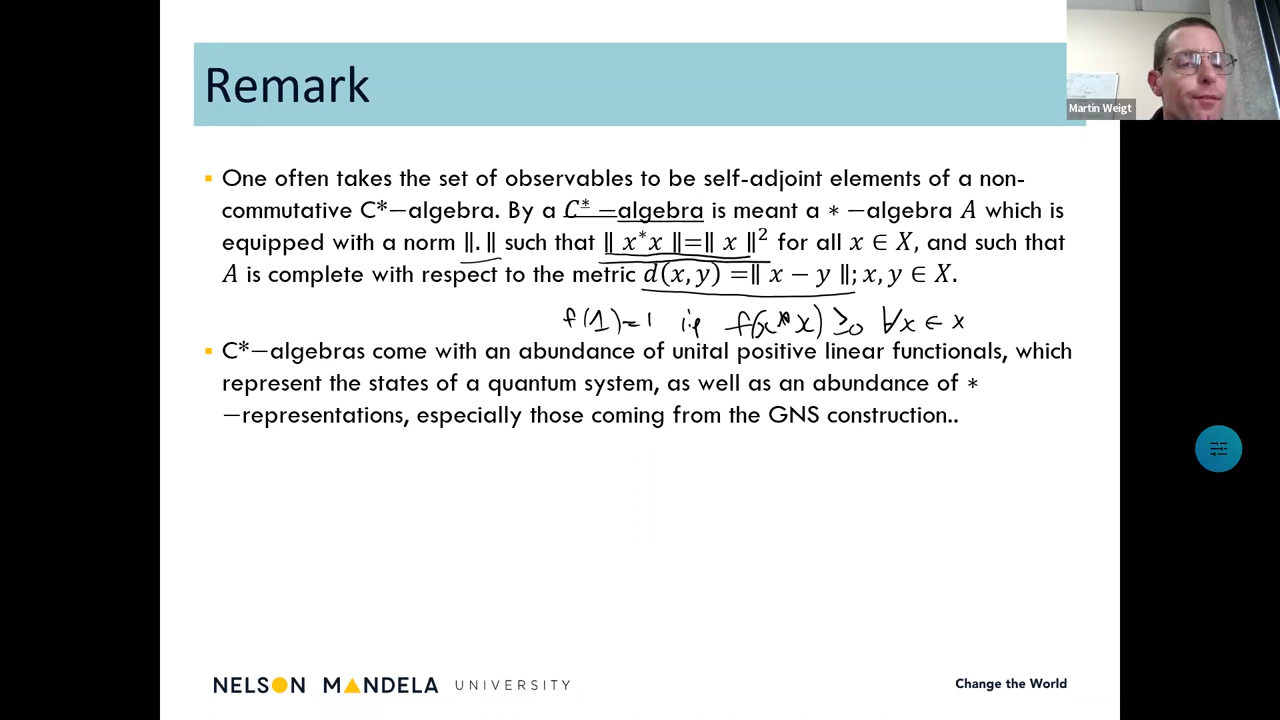 Remark
Martin Weigt
▪ One often takes the set of observables to be self-adjoint elements of a non-
commutative C*−algebra. By a C* −algebra is meant a ∗ −algebra A which is
equipped with a norm ‖.‖ such that ‖ x*x ‖=‖ x ‖² for all x ∈ X, and such that
A is complete with respect to the metric d(x, y) =‖ x − y ‖; x, y ∈ X.
f(1)=1 i.e f(x*x) ≥0 ∀x ∈ x
▪ C*−algebras come with an abundance of unital positive linear functionals, which
represent the states of a quantum system, as well as an abundance of ∗
−representations, especially those coming from the GNS construction..
NELSON MANDELA UNIVERSITY
Change the World